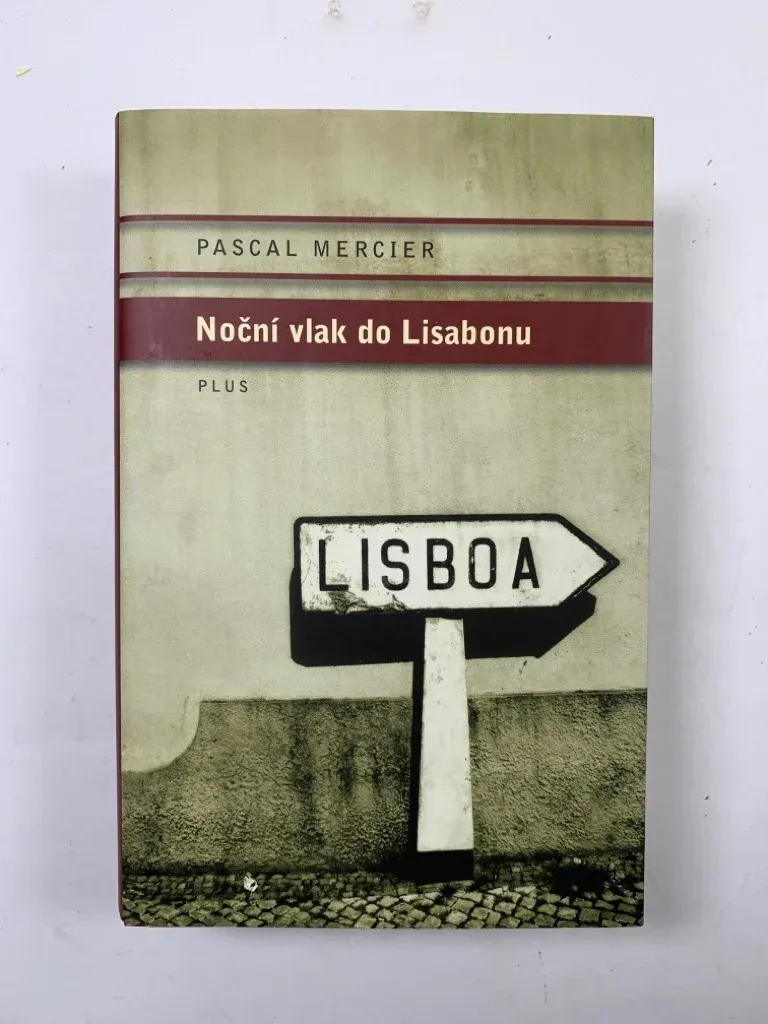 PASCAL MERCIER
Noční vlak do Lisabonu
PLUS
LISBOA